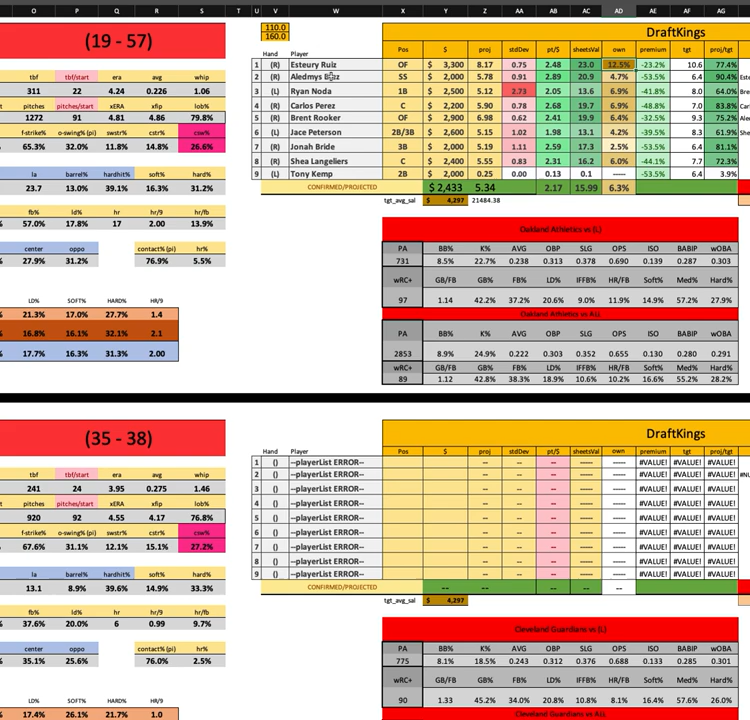 O P Q R S T U V W X Y Z AA AB AC AD AE AF AG
(19 - 57) 110.0 DraftKings
160.0
Hand Player Pos $ proj stdDev pt/$ sheetsVal own premium tgt proj/tgt
tbf tbf/start era avg whip 1 (R) Esteury Ruiz OF $ 3,300 8.17 0.75 2.48 23.0 12.5% -23.2% 10.6 77.4%
311 22 4.24 0.226 1.06 2 (R) Aledmys SS $ 2,000 5.78 0.91 2.89 20.9 4.7% -53.5% 6.4 90.4%
pitches pitches/start xERA xfip lob% 3 (L) Ryan Noda 1B $ 2,500 5.12 2.73 2.05 13.6 6.9% -41.8% 8.0 64.0%
1272 91 4.88 4.86 79.8% 4 (R) Carlos Perez C $ 2,200 5.90 0.78 2.68 19.7 6.9% -48.8% 7.0 83.8%
f-strike% o-swing% (pi) swstr% cstr% csw% 5 (R) Brent Rooker OF $ 2,900 6.98 0.62 2.41 19.9 6.4% -32.5% 9.3 75.2%
65.3% 32.0% 11.8% 14.8% 26.6% 6 (L) Jace Peterson 2B/3B $ 2,600 5.15 1.02 1.98 13.1 4.2% -39.5% 8.3 61.9%
7 (R) Jonah Bride 3B $ 2,000 5.19 1.11 2.59 17.3 2.5% -53.5% 6.4 81.1%
la barrel% hardhit% soft% hard% 8 (R) Shea Langeliers C $ 2,400 5.55 0.83 2.31 16.2 6.0% -44.1% 7.7 72.3%
23.7 13.0% 39.1% 16.3% 31.2% 9 (L) Tony Kemp 2B $ 2,000 0.25 0.00 0.13 0.1 ----- -53.5% 6.4 3.9%
CONFIRMED/PROJECTED $ 2,433 5.34 2.17 15.99 6.3%
tgt_avg_sal $ 4,297 21484.38
fb% ld% hr hr/9 hr/fb
57.0% 17.8% 17 2.00 13.9%
Oakland Athletics vs (L)
center oppo contact% (pi) hr% PA BB% K% AVG OBP SLG OPS ISO BABIP wOBA
27.9% 31.2% 76.9% 5.5% 731 8.5% 22.7% 0.238 0.313 0.378 0.690 0.139 0.287 0.303
wRC+ GB/FB GB% FB% LD% IFFB% HR/FB Soft% Med% Hard%
LD% SOFT% HARD% HR/9 97 1.14 42.2% 37.2% 20.6% 9.0% 11.9% 14.9% 57.2% 27.9%
21.3% 17.0% 27.7% 1.4 Oakland Athletics vs ALL
16.8% 16.1% 32.1% 2.1 PA BB% K% AVG OBP SLG OPS ISO BABIP wOBA
17.7% 16.3% 31.3% 2.00 2853 8.9% 24.9% 0.222 0.303 0.352 0.655 0.130 0.280 0.291
wRC+ GB/FB GB% FB% LD% IFFB% HR/FB Soft% Med% Hard%
89 1.12 42.8% 38.3% 18.9% 10.6% 10.2% 16.6% 55.2% 28.2%
(35 - 38) DraftKings
Hand Player Pos $ proj stdDev pt/$ sheetsVal own premium tgt proj/tgt
1 () --playerList ERROR-- -- -- -- ----- ----- #VALUE! #VALUE! #VALUE!
tbf tbf/start era avg whip 2 () --playerList ERROR-- -- -- -- ----- ----- #VALUE! #VALUE! #VALUE!
241 24 3.95 0.275 1.46 3 () --playerList ERROR-- -- -- -- ----- ----- #VALUE! #VALUE! #VALUE!
pitches pitches/start xERA xfip lob% 4 () --playerList ERROR-- -- -- -- ----- ----- #VALUE! #VALUE! #VALUE!
920 92 4.55 4.17 76.8% 5 () --playerList ERROR-- -- -- -- ----- ----- #VALUE! #VALUE! #VALUE!
f-strike% o-swing% (pi) swstr% cstr% csw% 6 () --playerList ERROR-- -- -- -- ----- ----- #VALUE! #VALUE! #VALUE!
67.6% 31.1% 12.1% 15.1% 27.2% 7 () --playerList ERROR-- -- -- -- ----- ----- #VALUE! #VALUE! #VALUE!
la barrel% hardhit% soft% hard% 8 () --playerList ERROR-- -- -- -- ----- ----- #VALUE! #VALUE! #VALUE!
13.1 8.9% 39.6% 14.9% 33.3% 9 () --playerList ERROR-- -- -- -- ----- ----- #VALUE! #VALUE! #VALUE!
CONFIRMED/PROJECTED -- -- -- -- --
tgt_avg_sal $ 4,297
fb% ld% hr hr/9 hr/fb
37.6% 20.0% 6 0.99 9.7%
Cleveland Guardians vs (L)
center oppo contact% (pi) hr% PA BB% K% AVG OBP SLG OPS ISO BABIP wOBA
35.1% 25.6% 76.0% 2.5% 775 8.1% 18.5% 0.243 0.312 0.376 0.688 0.133 0.285 0.301
wRC+ GB/FB GB% FB% LD% IFFB% HR/FB Soft% Med% Hard%
LD% SOFT% HARD% HR/9 90 1.33 45.2% 34.0% 20.8% 10.8% 8.1% 16.4% 57.6% 26.0%
17.4% 26.1% 21.7% 1.0 Cleveland Guardians vs ALL